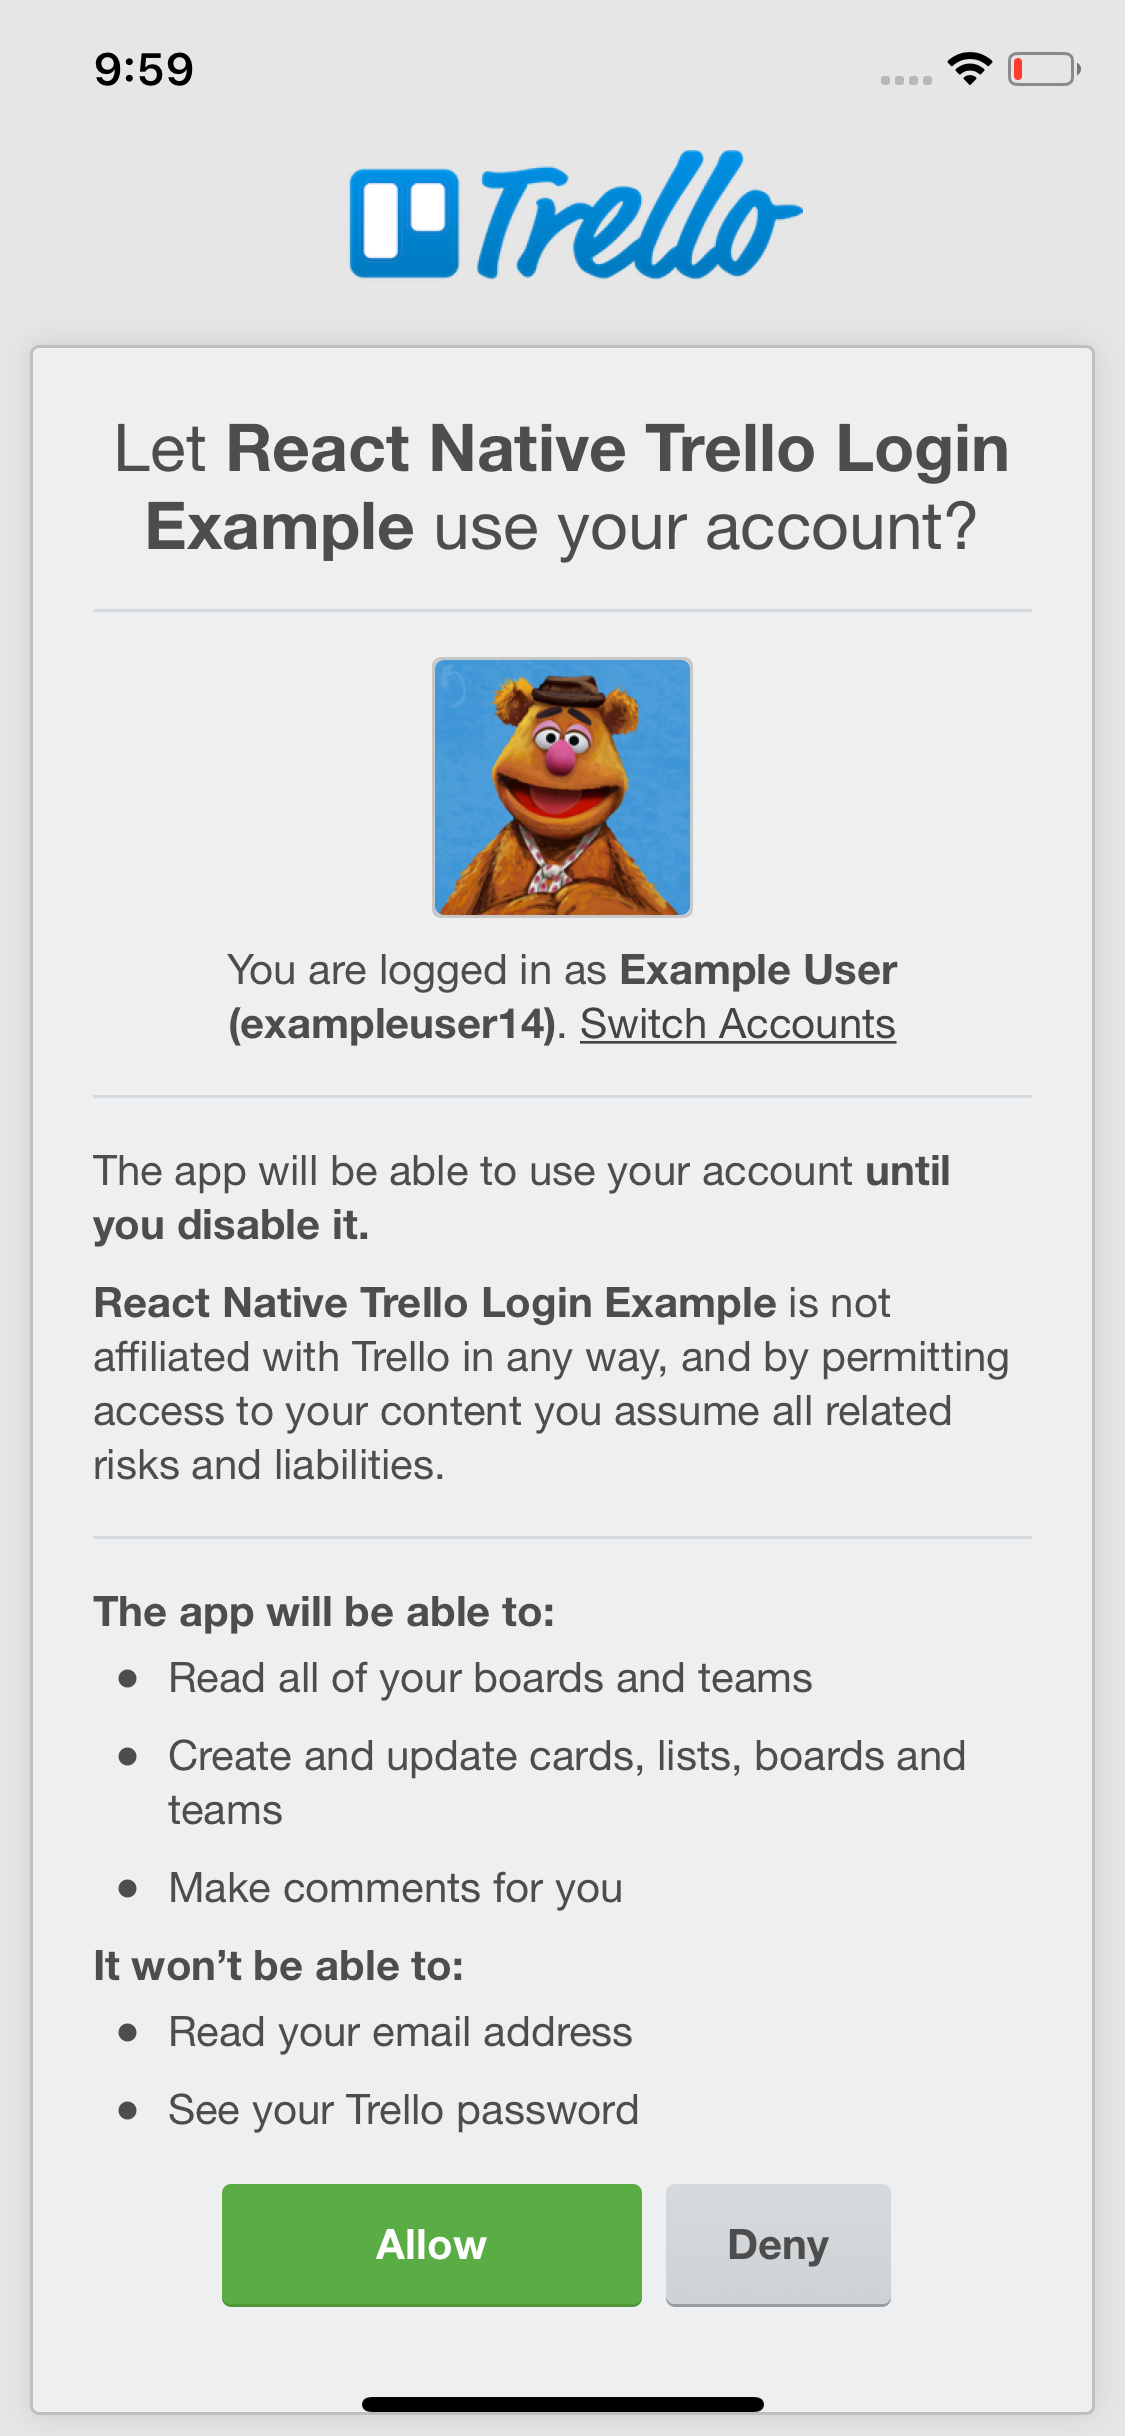 9:59
Trello
Let React Native Trello Login
Example use your account?
You are logged in as Example User
(exampleuser14). Switch Accounts
The app will be able to use your account until
you disable it.
React Native Trello Login Example is not
affiliated with Trello in any way, and by permitting
access to your content you assume all related
risks and liabilities.
The app will be able to:
● Read all of your boards and teams
● Create and update cards, lists, boards and
teams
● Make comments for you
It won’t be able to:
● Read your email address
● See your Trello password
Allow Deny